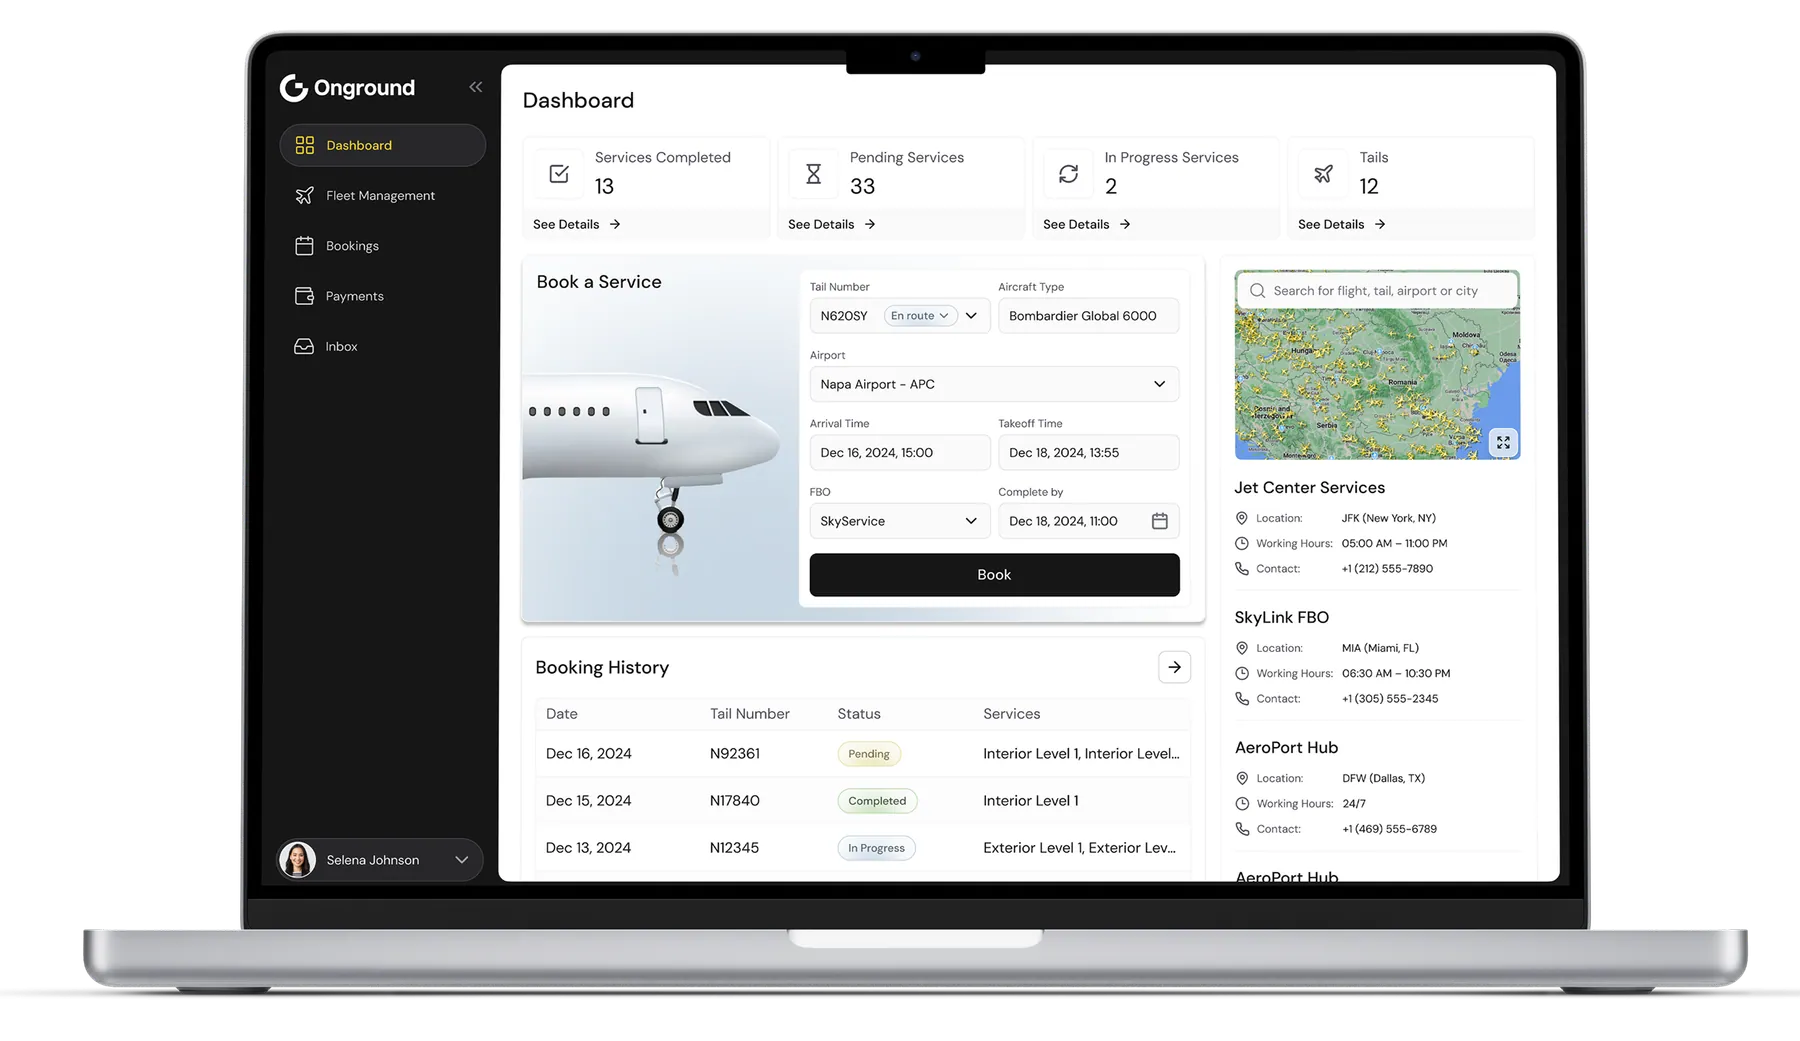 Onground
Dashboard
Fleet Management
Bookings
Payments
Inbox
Selena Johnson
Dashboard
Services Completed
13
See Details
Pending Services
33
See Details
In Progress Services
2
See Details
Tails
12
See Details
Book a Service
Tail Number
Aircraft Type
N620SY En route
Bombardier Global 6000
Airport
Napa Airport - APC
Arrival Time
Takeoff Time
Dec 16, 2024, 15:00
Dec 18, 2024, 13:55
FBO
Complete by
SkyService
Dec 18, 2024, 11:00
Book
Booking History
Date Tail Number Status Services
Dec 16, 2024 N92361 Pending Interior Level 1, Interior Level...
Dec 15, 2024 N17840 Completed Interior Level 1
Dec 13, 2024 N12345 In Progress Exterior Level 1, Exterior Lev...
Search for flight, tail, airport or city
Moldova
Hunga
Cluj-Napoca
Odesa
Romania
Serbia
Jet Center Services
Location: JFK (New York, NY)
Working Hours: 05:00 AM – 11:00 PM
Contact: +1 (212) 555-7890
SkyLink FBO
Location: MIA (Miami, FL)
Working Hours: 06:30 AM – 10:30 PM
Contact: +1 (305) 555-2345
AeroPort Hub
Location: DFW (Dallas, TX)
Working Hours: 24/7
Contact: +1 (469) 555-6789
AeroPort Hub